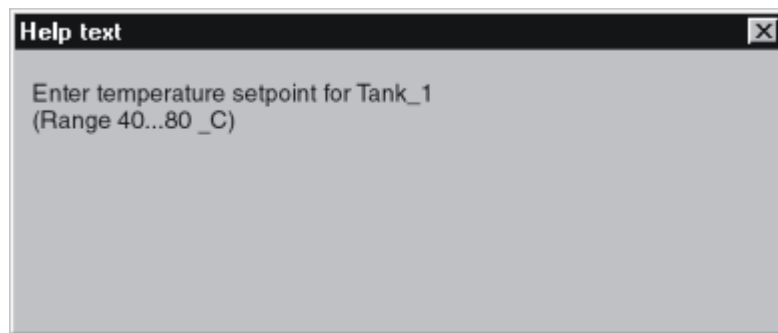 Help text
Enter temperature setpoint for Tank_1
(Range 40...80 _C)